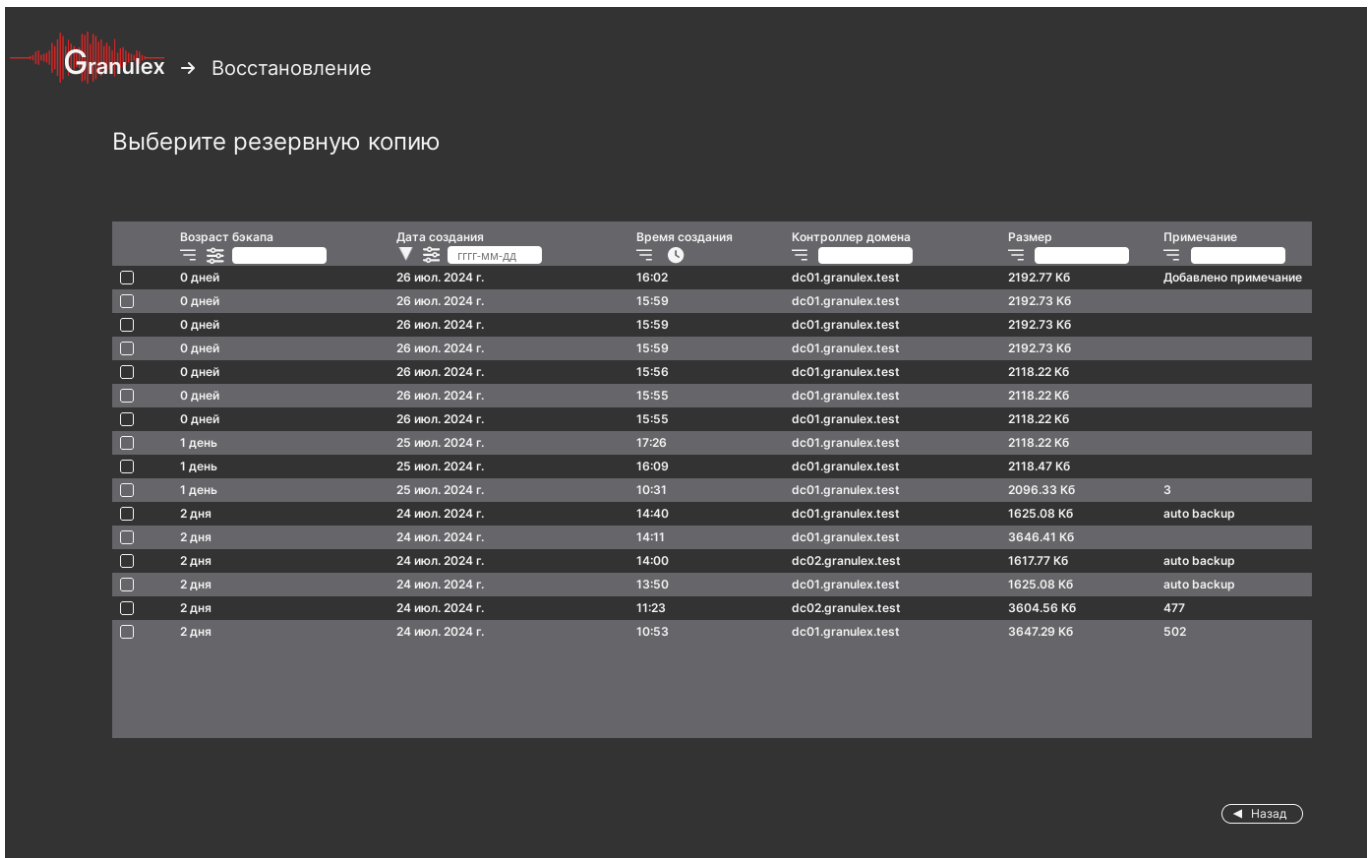 Granulex → Восстановление
Выберите резервную копию
Возраст бэкапа Дата создания Время создания Контроллер домена Размер Примечание
гггг-мм-дд
0 дней 26 июл. 2024 г. 16:02 dc01.granulex.test 2192.77 Кб Добавлено примечание
0 дней 26 июл. 2024 г. 15:59 dc01.granulex.test 2192.73 Кб
0 дней 26 июл. 2024 г. 15:59 dc01.granulex.test 2192.73 Кб
0 дней 26 июл. 2024 г. 15:59 dc01.granulex.test 2192.73 Кб
0 дней 26 июл. 2024 г. 15:56 dc01.granulex.test 2118.22 Кб
0 дней 26 июл. 2024 г. 15:55 dc01.granulex.test 2118.22 Кб
0 дней 26 июл. 2024 г. 15:55 dc01.granulex.test 2118.22 Кб
1 день 25 июл. 2024 г. 17:26 dc01.granulex.test 2118.22 Кб
1 день 25 июл. 2024 г. 16:09 dc01.granulex.test 2118.47 Кб
1 день 25 июл. 2024 г. 10:31 dc01.granulex.test 2096.33 Кб 3
2 дня 24 июл. 2024 г. 14:40 dc01.granulex.test 1625.08 Кб auto backup
2 дня 24 июл. 2024 г. 14:11 dc01.granulex.test 3646.41 Кб
2 дня 24 июл. 2024 г. 14:00 dc02.granulex.test 1617.77 Кб auto backup
2 дня 24 июл. 2024 г. 13:50 dc01.granulex.test 1625.08 Кб auto backup
2 дня 24 июл. 2024 г. 11:23 dc02.granulex.test 3604.56 Кб 477
2 дня 24 июл. 2024 г. 10:53 dc01.granulex.test 3647.29 Кб 502
Назад